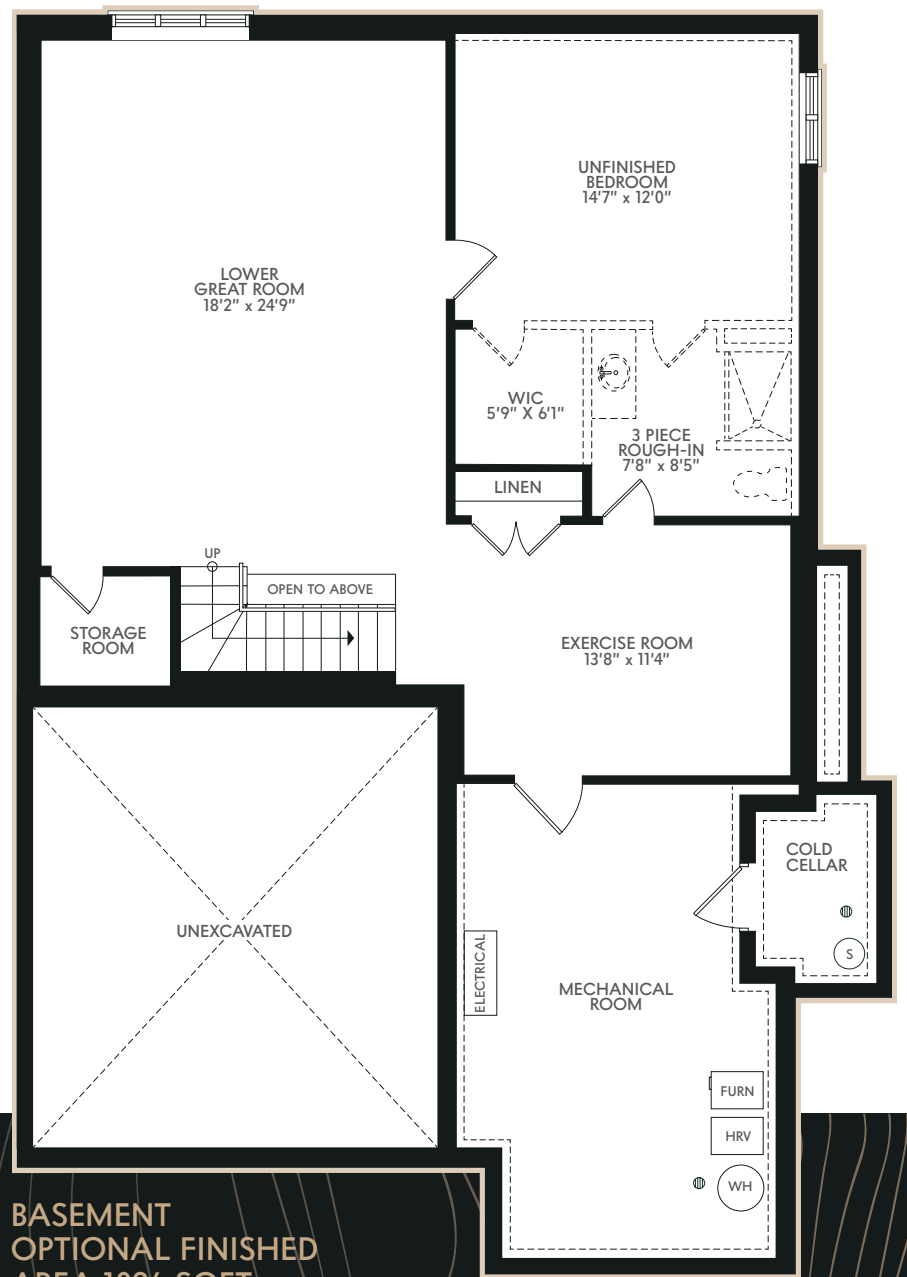 UNFINISHED
BEDROOM
14'7" x 12'0"
LOWER
GREAT ROOM
18'2" x 24'9"
WIC
5'9" X 6'1"
3 PIECE
ROUGH-IN
7'8" x 8'5"
LINEN
UP
OPEN TO ABOVE
STORAGE
ROOM
EXERCISE ROOM
13'8" x 11'4"
COLD
CELLAR
S
UNEXCAVATED
ELECTRICAL
MECHANICAL
ROOM
FURN
HRV
WH
BASEMENT
OPTIONAL FINISHED
AREA